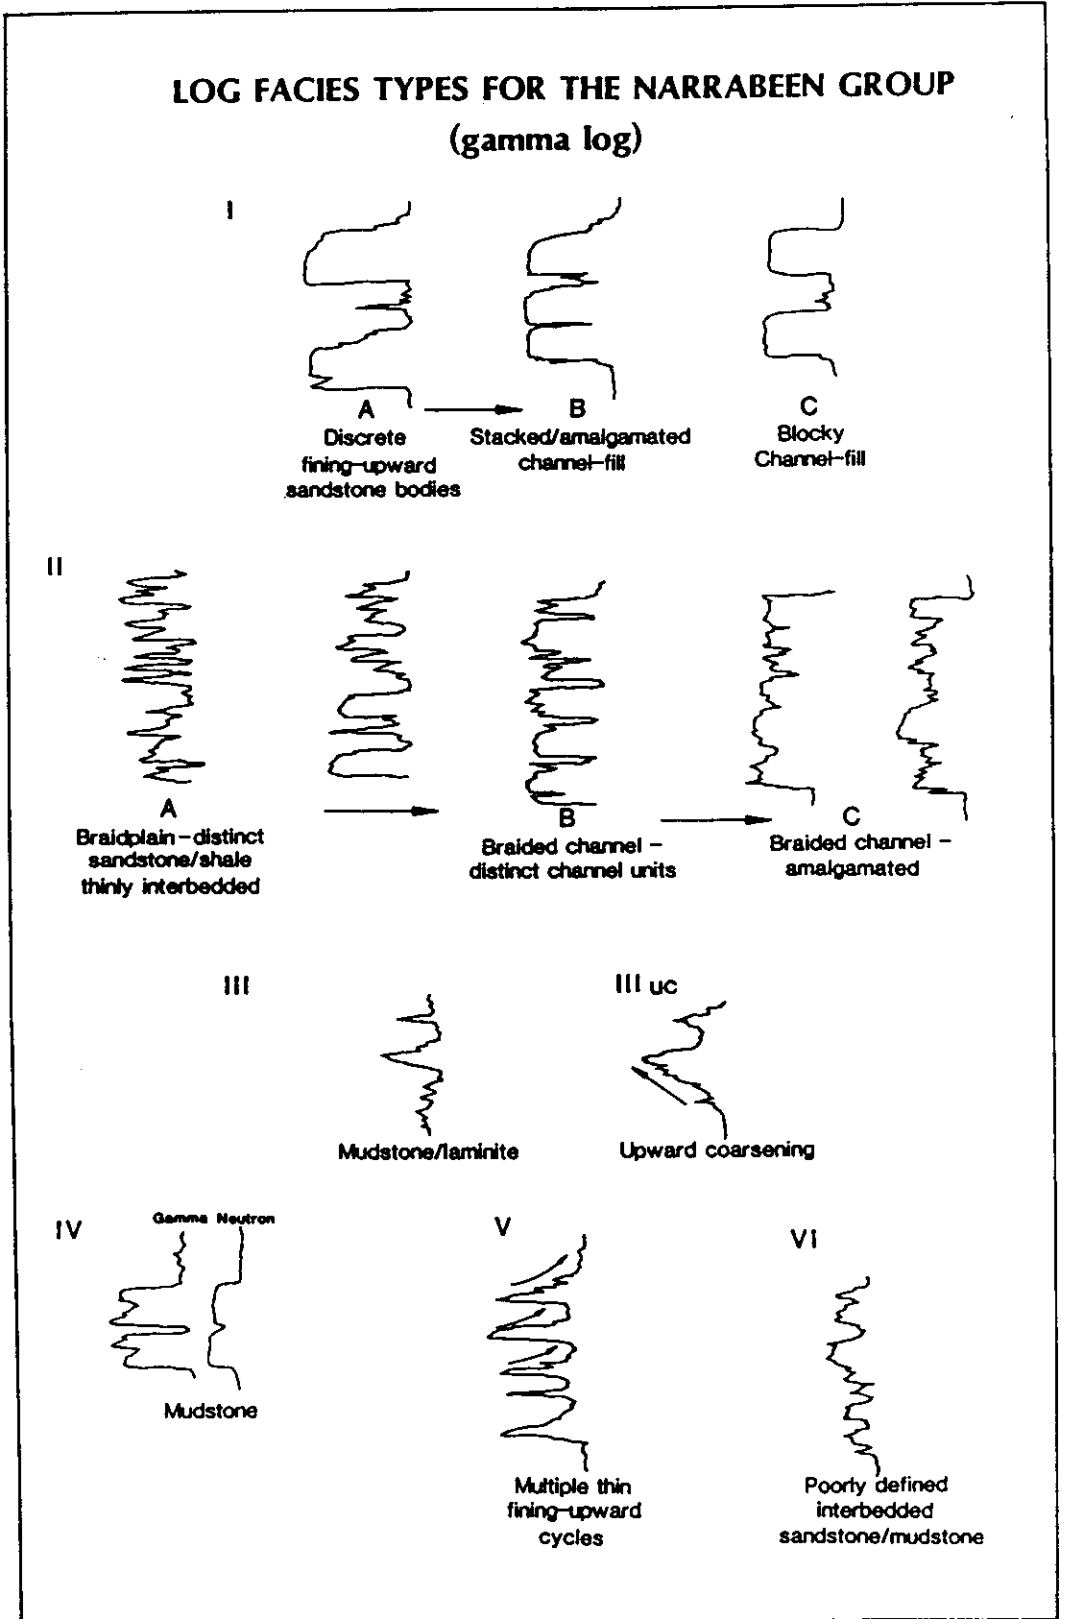 LOG FACIES TYPES FOR THE NARRABEEN GROUP
(gamma log)
I
A
Discrete
fining-upward
sandstone bodies
B
Stacked/amalgamated
channel-fill
C
Blocky
Channel-fill
II
A
Braidplain-distinct
sandstone/shale
thinly interbedded
B
Braided channel -
distinct channel units
C
Braided channel -
amalgamated
III
Mudstone/laminite
III uc
Upward coarsening
IV
Gamma Neutron
Mudstone
V
Multiple thin
fining-upward
cycles
VI
Poorly defined
interbedded
sandstone/mudstone